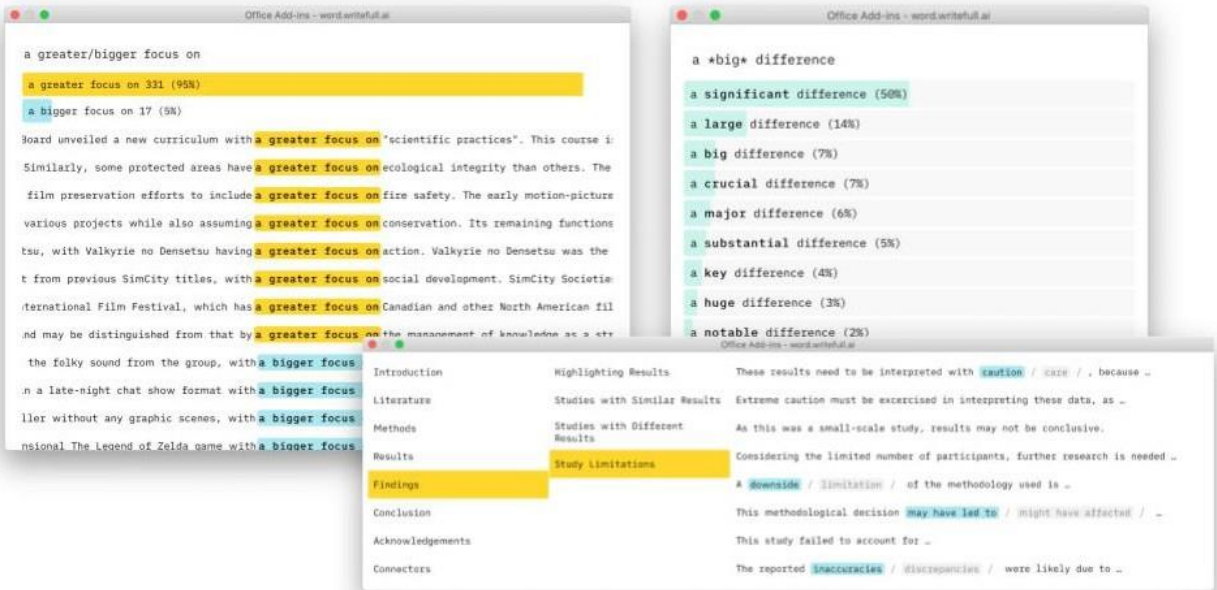 Office Add-ins - word.writefull.ai
a greater/bigger focus on
a greater focus on 331 (95%)
a bigger focus on 17 (5%)
Board unveiled a new curriculum with a greater focus on "scientific practices". This course is
Similarly, some protected areas have a greater focus on ecological integrity than others. The
film preservation efforts to include a greater focus on fire safety. The early motion-picture
various projects while also assuming a greater focus on conservation. Its remaining functions
tsu, with Valkyrie no Densetsu having a greater focus on action. Valkyrie no Densetsu was the
t from previous SimCity titles, with a greater focus on social development. SimCity Societie
ternational Film Festival, which has a greater focus on Canadian and other North American fil
nd may be distinguished from that by a greater focus on the management of knowledge as a str
the folky sound from the group, with a bigger focus
n a late-night chat show format with a bigger focus
ller without any graphic scenes, with a bigger focus
nsional The Legend of Zelda game with a bigger focus
Office Add-ins - word.writefull.ai
a *big* difference
a significant difference (50%)
a large difference (14%)
a big difference (7%)
a crucial difference (7%)
a major difference (6%)
a substantial difference (5%)
a key difference (4%)
a huge difference (3%)
a notable difference (2%)
Office Add-ins - word.writefull.ai
Introduction
Literature
Methods
Results
Findings
Conclusion
Acknowledgements
Connectors
Highlighting Results
Studies with Similar Results
Studies with Different
Results
Study Limitations
These results need to be interpreted with caution / care / , because …
Extreme caution must be excercised in interpreting these data, as …
As this was a small-scale study, results may not be conclusive.
Considering the limited number of participants, further research is needed …
A downside / limitation / of the methodology used is …
This methodological decision may have led to / might have affected / …
This study failed to account for …
The reported inaccuracies / discrepancies / were likely due to …